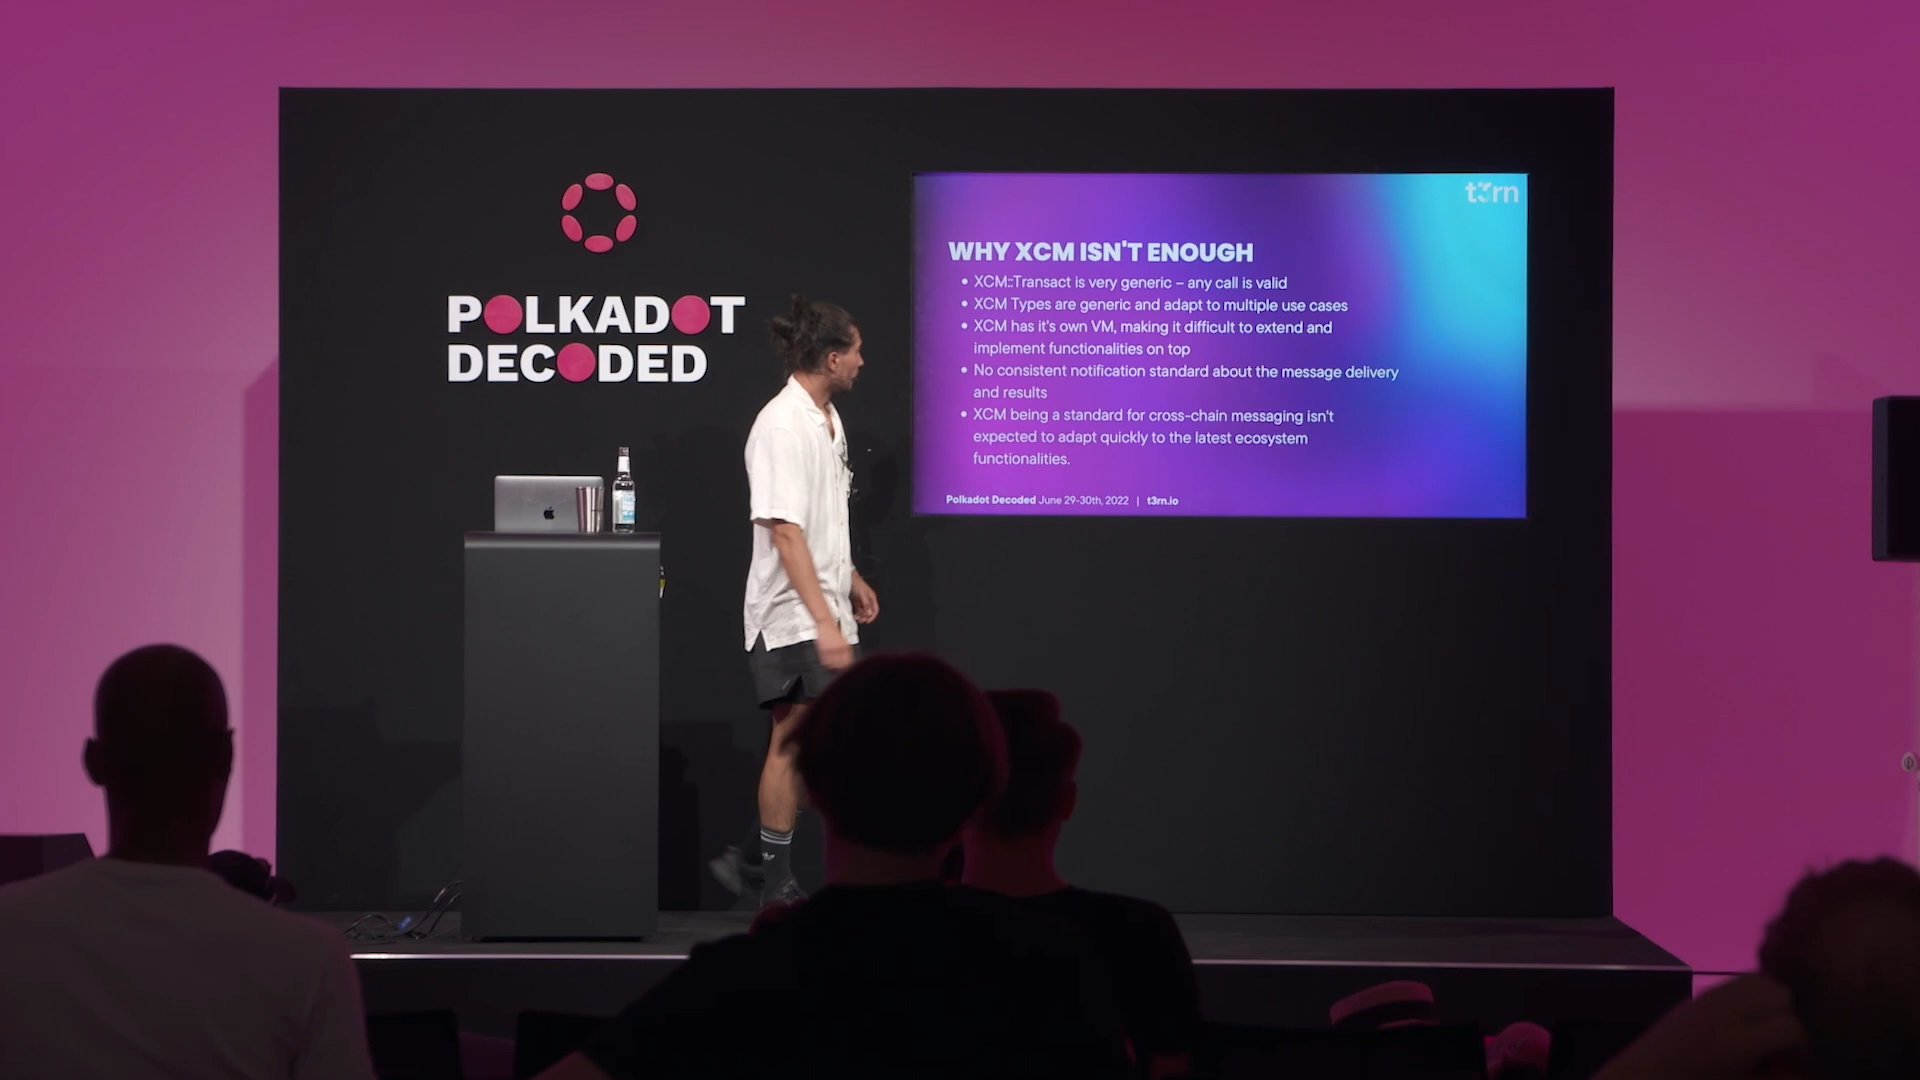 POLKADOT
DECODED
t3rn
WHY XCM ISN'T ENOUGH
• XCM::Transact is very generic – any call is valid
• XCM Types are generic and adapt to multiple use cases
• XCM has it's own VM, making it difficult to extend and
implement functionalities on top
• No consistent notification standard about the message delivery
and results
• XCM being a standard for cross-chain messaging isn't
expected to adapt quickly to the latest ecosystem
functionalities.
Polkadot Decoded June 29-30th, 2022 | t3rn.io